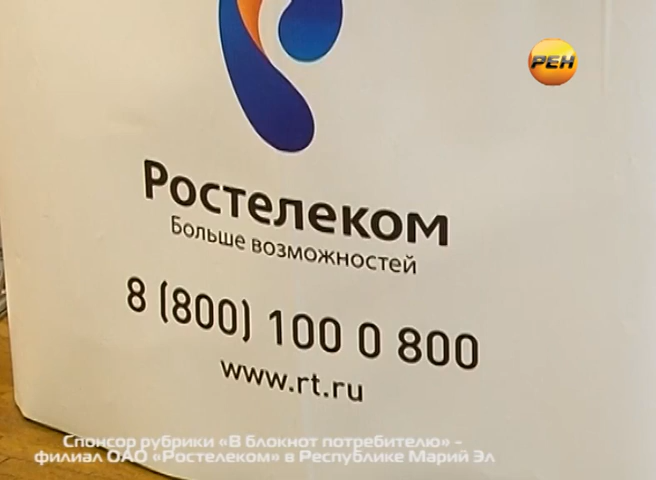 РЕН
Ростелеком
Больше возможностей
8 (800) 100 0 800
www.rt.ru
Спонсор рубрики «В блокнот потребителю» –
филиал ОАО «Ростелеком» в Республике Марий Эл